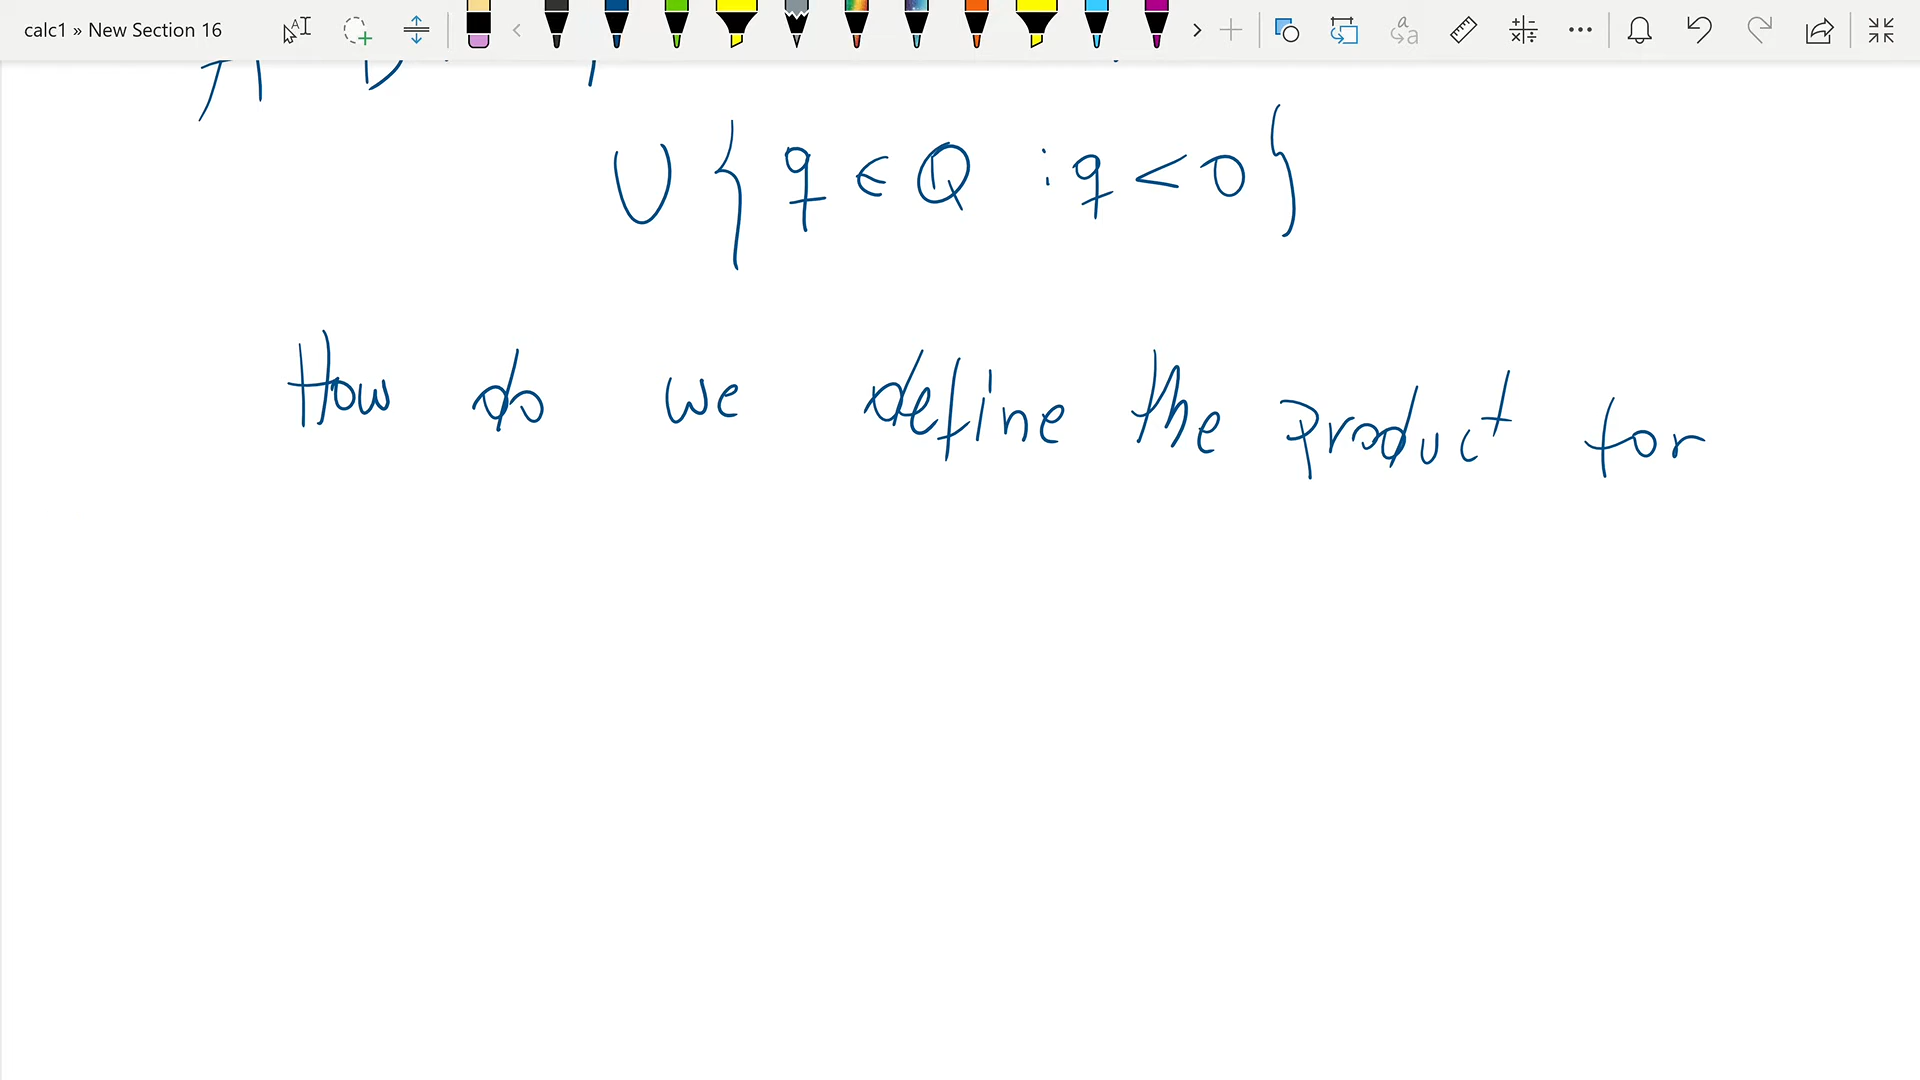 calc1 » New Section 16
∪ { q ∈ Q : q < 0 }
How do we define the product for